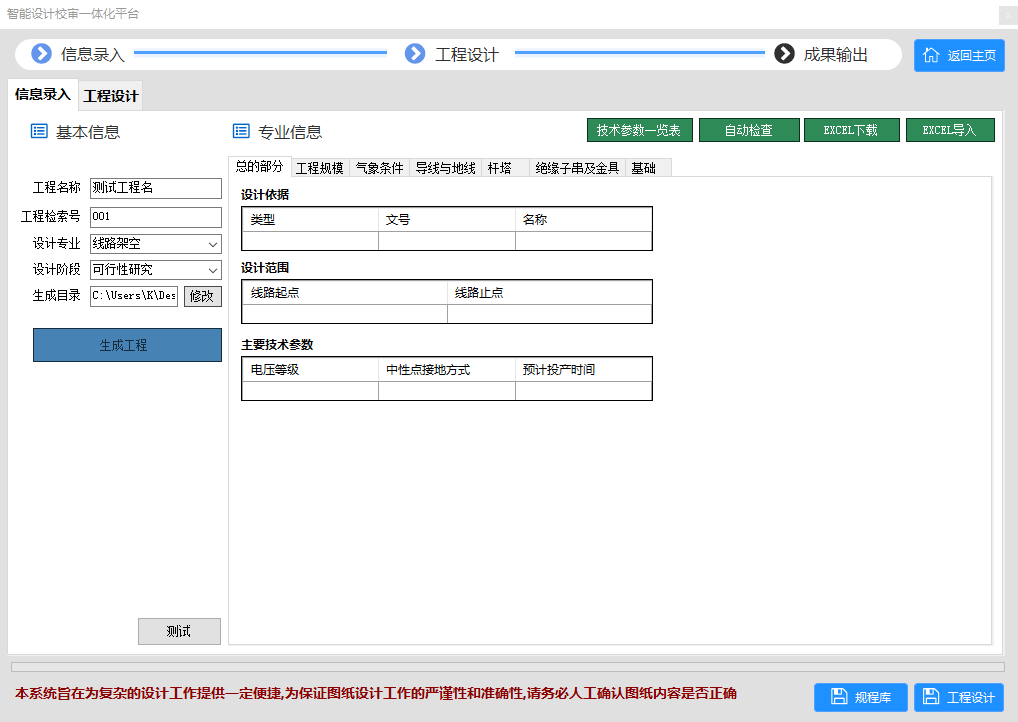 智能设计校审一体化平台
信息录入 工程设计 成果输出 返回主页
信息录入 工程设计
基本信息 专业信息 技术参数一览表 自动检查 EXCEL下载 EXCEL导入
总的部分 工程规模 气象条件 导线与地线 杆塔 绝缘子串及金具 基础
工程名称 测试工程名
工程检索号 001
设计专业 线路架空
设计阶段 可行性研究
生成目录 C:\Users\K\Des 修改
生成工程
设计依据
类型 文号 名称
设计范围
线路起点 线路止点
主要技术参数
电压等级 中性点接地方式 预计投产时间
测试
本系统旨在为复杂的设计工作提供一定便捷,为保证图纸设计工作的严谨性和准确性,请务必人工确认图纸内容是否正确
规程库 工程设计